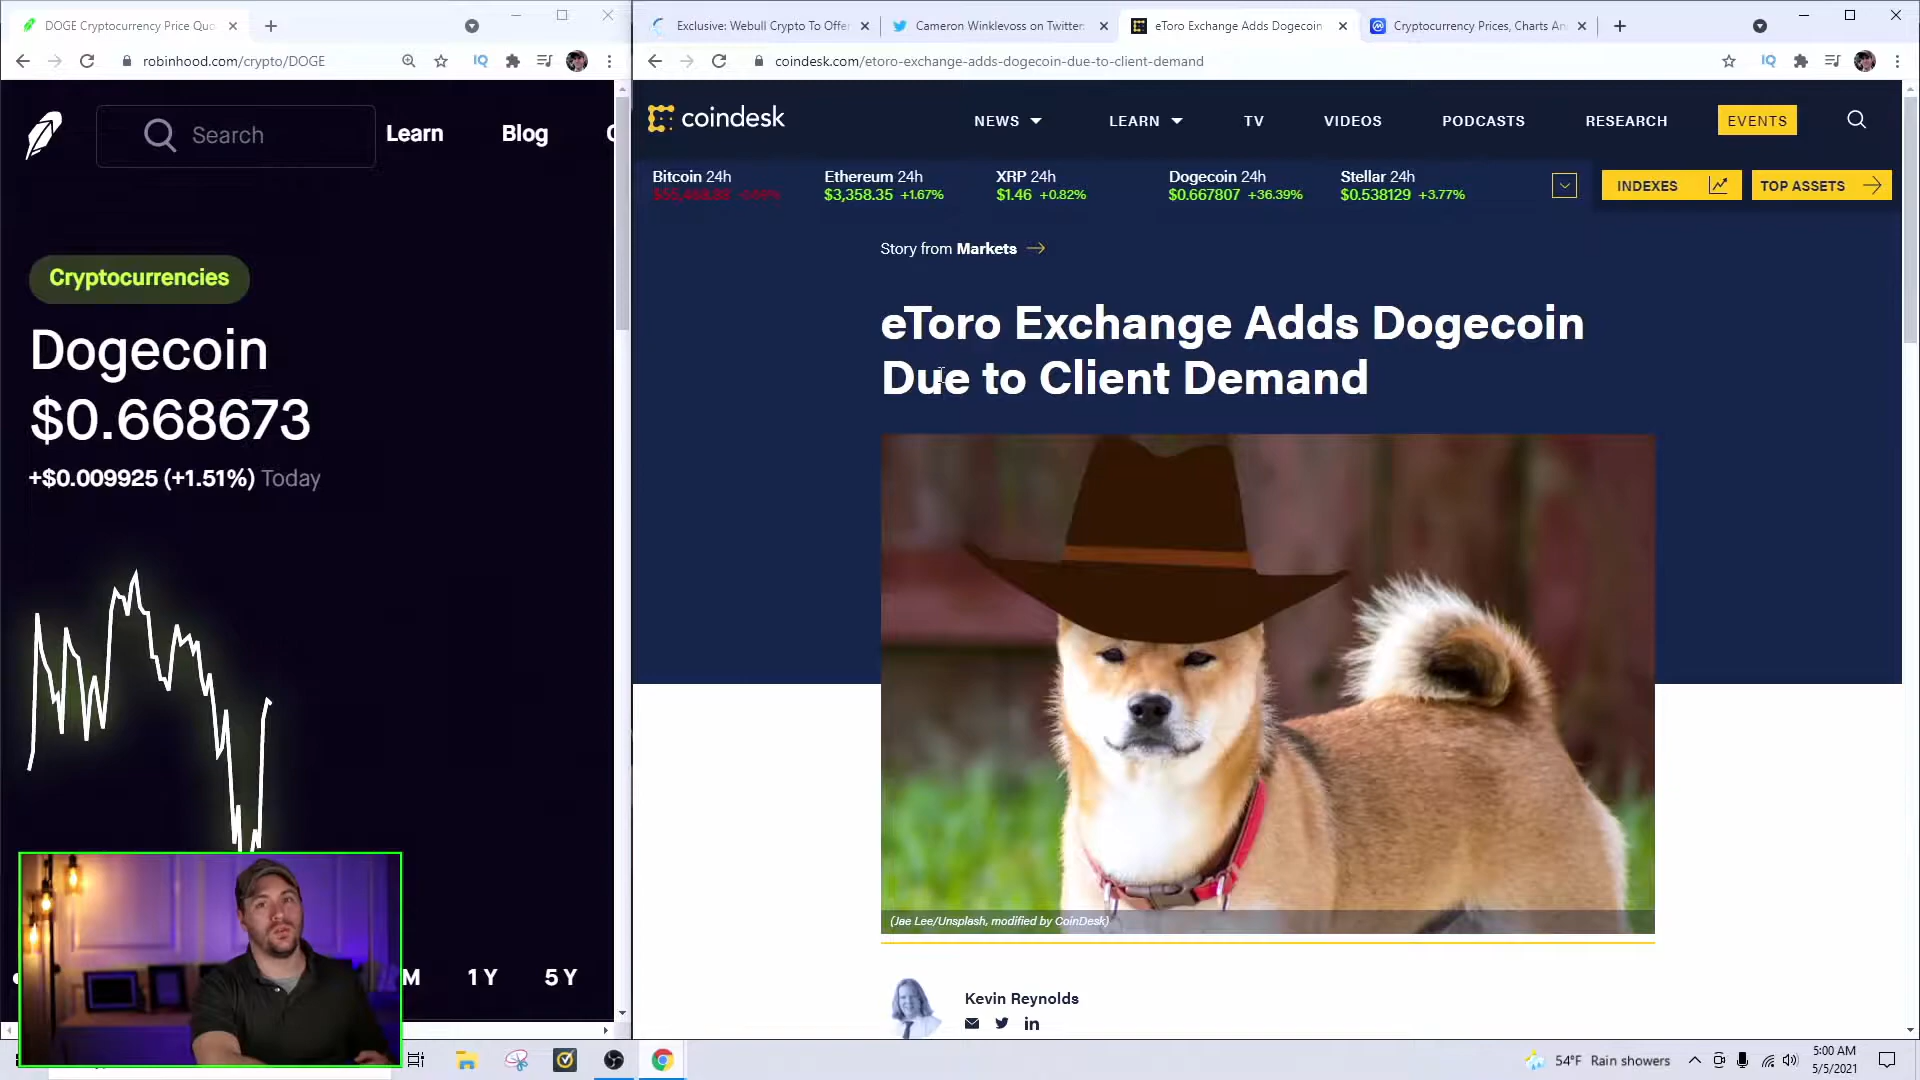 DOGE Cryptocurrency Price Quo
robinhood.com/crypto/DOGE
IQ
Search
Learn
Blog
Cryptocurrencies
Dogecoin
$0.668673
+$0.009925 (+1.51%) Today
M 1Y 5Y
Exclusive: Webull Crypto To Offer
Cameron Winklevoss on Twitter:
eToro Exchange Adds Dogecoin
Cryptocurrency Prices, Charts An
coindesk.com/etoro-exchange-adds-dogecoin-due-to-client-demand
IQ
coindesk
NEWS LEARN TV VIDEOS PODCASTS RESEARCH EVENTS
Bitcoin 24h Ethereum 24h XRP 24h Dogecoin 24h Stellar 24h
$3,358.35 +1.67% $1.46 +0.82% $0.667807 +36.39% $0.538129 +3.77%
INDEXES TOP ASSETS
Story from Markets
eToro Exchange Adds Dogecoin
Due to Client Demand
(Jae Lee/Unsplash, modified by CoinDesk)
Kevin Reynolds
54°F Rain showers
5:00 AM
5/5/2021